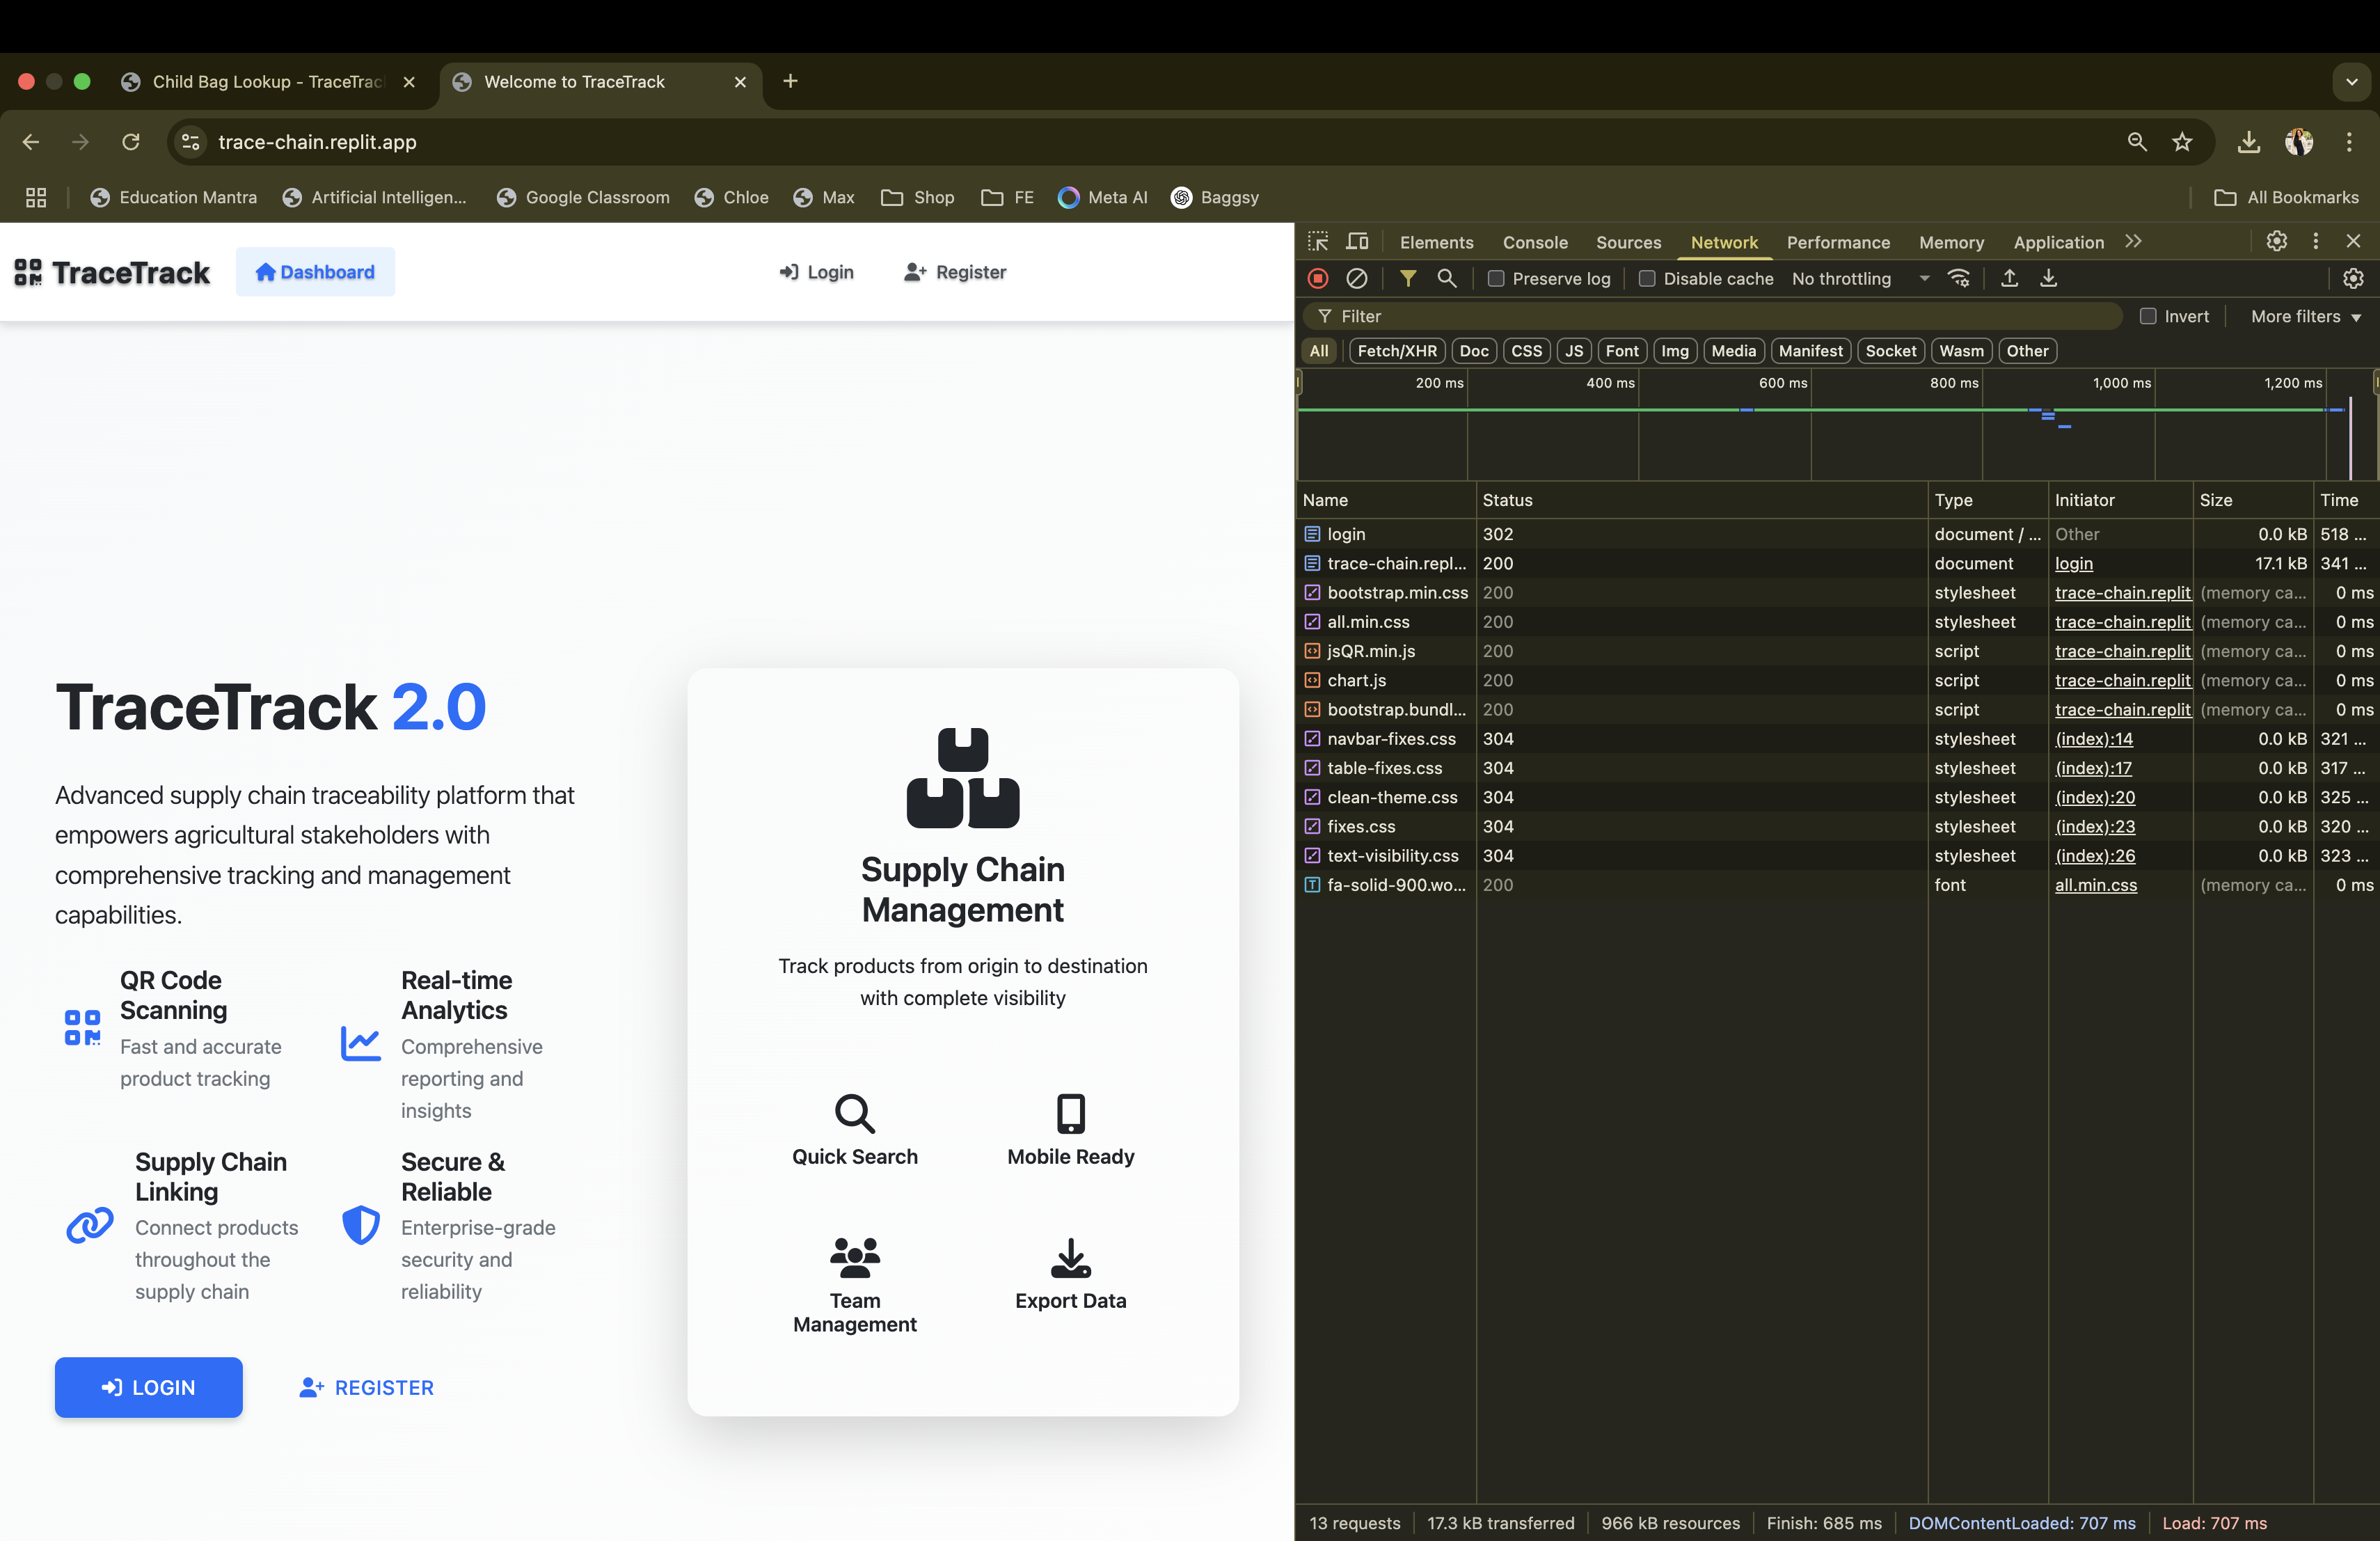 Child Bag Lookup - TraceTrac
Welcome to TraceTrack
trace-chain.replit.app
Education Mantra
Artificial Intelligen...
Google Classroom
Chloe
Max
Shop
FE
Meta AI
Baggsy
All Bookmarks
TraceTrack
Dashboard
Login
Register
TraceTrack 2.0
Advanced supply chain traceability platform that
empowers agricultural stakeholders with
comprehensive tracking and management
capabilities.
QR Code
Scanning
Fast and accurate
product tracking
Real-time
Analytics
Comprehensive
reporting and
insights
Supply Chain
Linking
Connect products
throughout the
supply chain
Secure &
Reliable
Enterprise-grade
security and
reliability
LOGIN
REGISTER
Supply Chain
Management
Track products from origin to destination
with complete visibility
Quick Search
Mobile Ready
Team
Management
Export Data
Elements Console Sources Network Performance Memory Application
Preserve log Disable cache No throttling
Filter Invert More filters
All Fetch/XHR Doc CSS JS Font Img Media Manifest Socket Wasm Other
200 ms 400 ms 600 ms 800 ms 1,000 ms 1,200 ms
Name Status Type Initiator Size Time
login 302 document / ... Other 0.0 kB 518 ...
trace-chain.repl... 200 document login 17.1 kB 341 ...
bootstrap.min.css 200 stylesheet trace-chain.replit (memory ca... 0 ms
all.min.css 200 stylesheet trace-chain.replit (memory ca... 0 ms
jsQR.min.js 200 script trace-chain.replit (memory ca... 0 ms
chart.js 200 script trace-chain.replit (memory ca... 0 ms
bootstrap.bundl... 200 script trace-chain.replit (memory ca... 0 ms
navbar-fixes.css 304 stylesheet (index):14 0.0 kB 321 ...
table-fixes.css 304 stylesheet (index):17 0.0 kB 317 ...
clean-theme.css 304 stylesheet (index):20 0.0 kB 325 ...
fixes.css 304 stylesheet (index):23 0.0 kB 320 ...
text-visibility.css 304 stylesheet (index):26 0.0 kB 323 ...
fa-solid-900.wo... 200 font all.min.css (memory ca... 0 ms
13 requests 17.3 kB transferred 966 kB resources Finish: 685 ms DOMContentLoaded: 707 ms Load: 707 ms